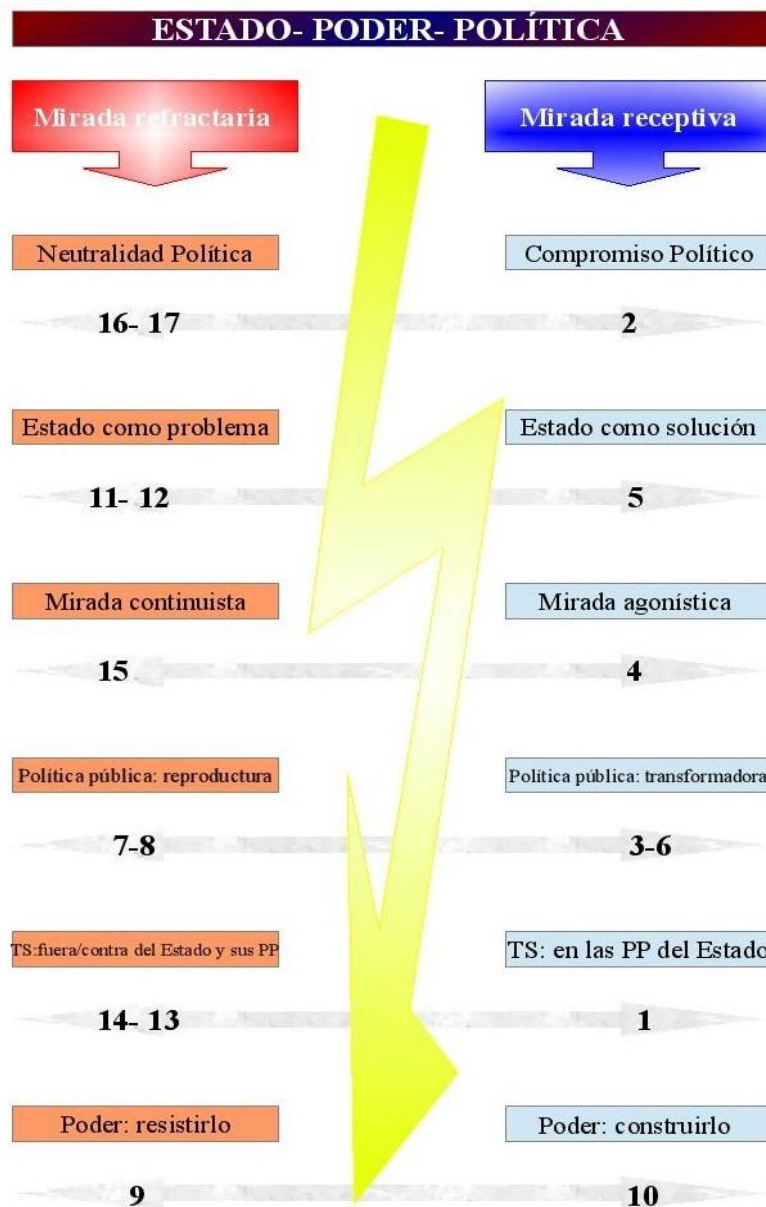 ESTADO- PODER- POLÍTICA
Mirada refractaria
Mirada receptiva
Neutralidad Política
Compromiso Político
16- 17
2
Estado como problema
Estado como solución
11- 12
5
Mirada continuista
Mirada agonística
15
4
Política pública: reproductura
Política pública: transformadora
7-8
3-6
TS:fuera/contra del Estado y sus PP
TS: en las PP del Estado
14- 13
1
Poder: resistirlo
Poder: construirlo
9
10